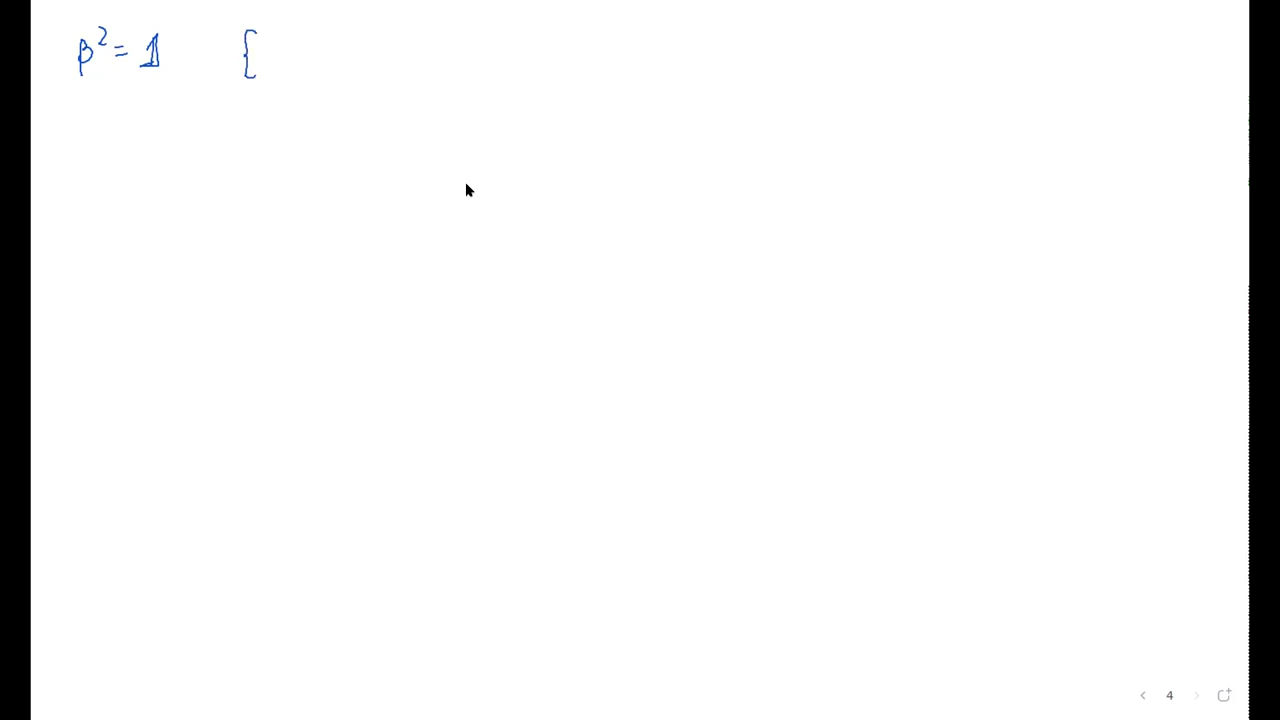 β² = 𝟙 {
4